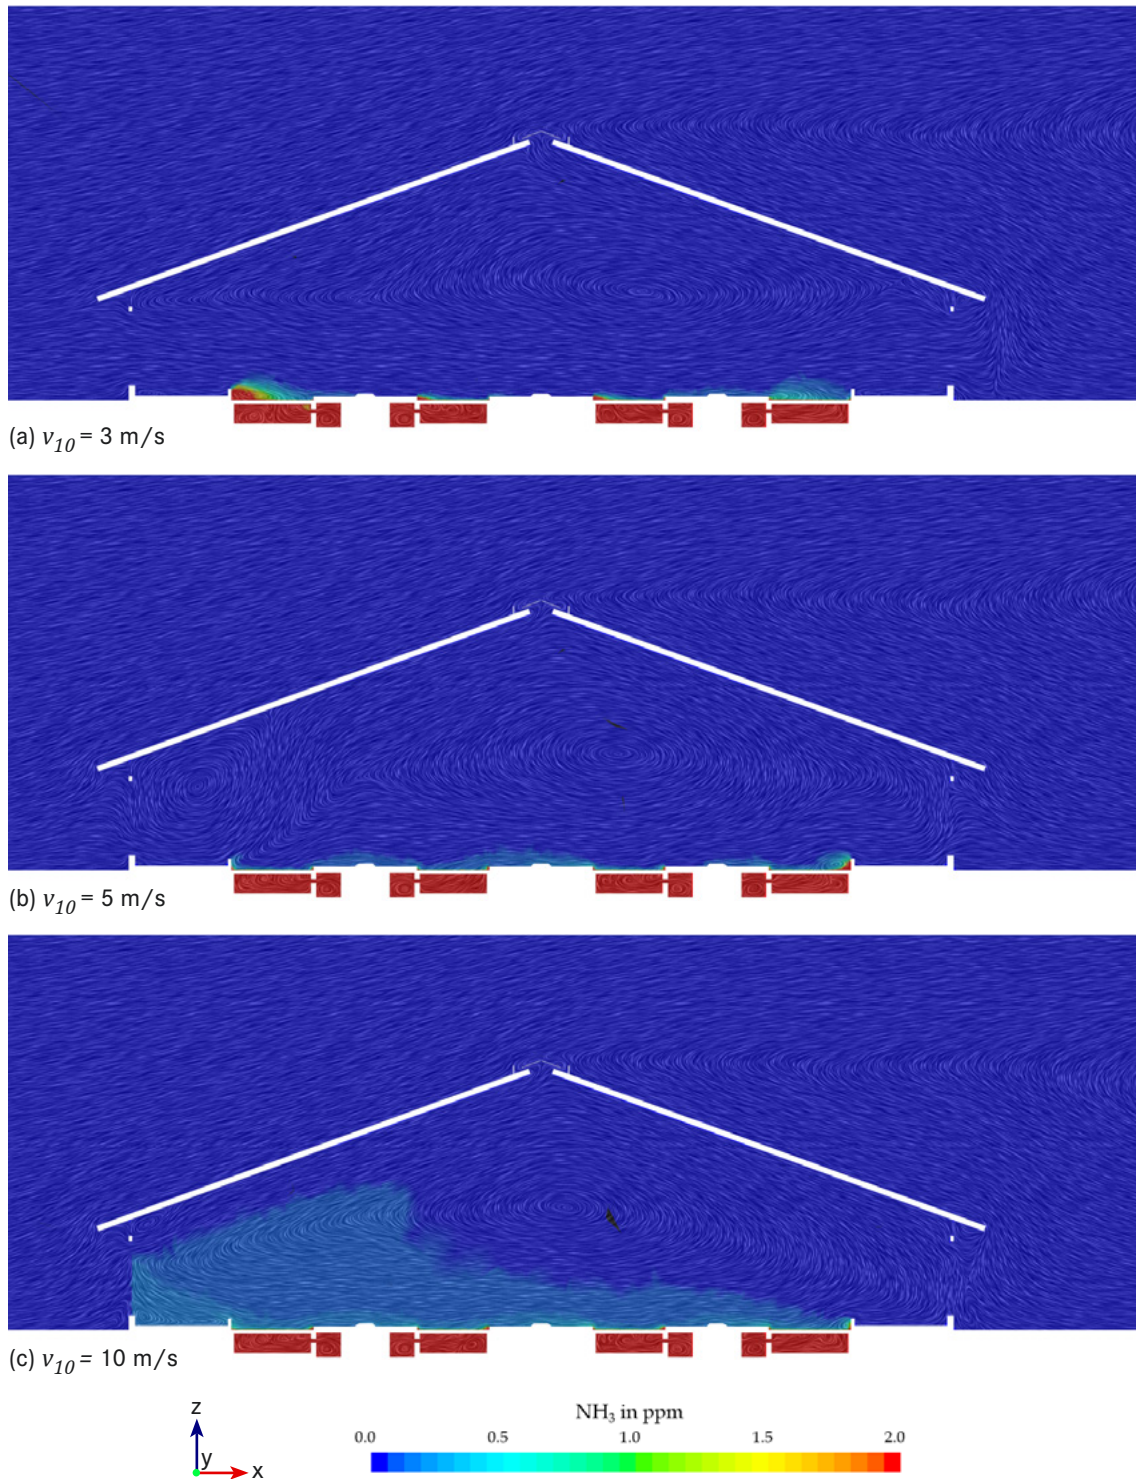 (a) v10 = 3 m/s
(b) v10 = 5 m/s
(c) v10 = 10 m/s
z
y
x
NH3 in ppm
0.0 0.5 1.0 1.5 2.0